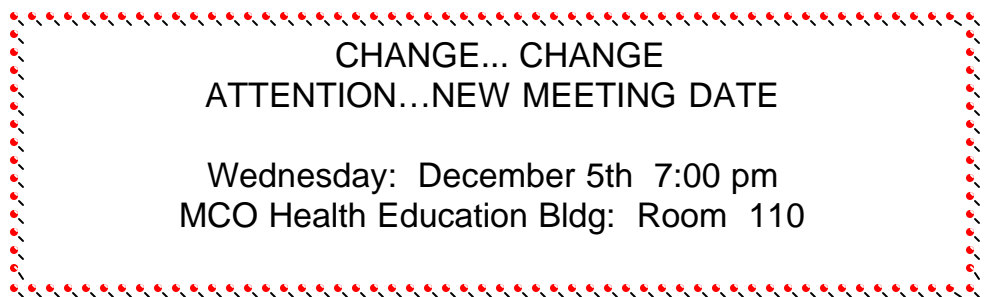 CHANGE... CHANGE
ATTENTION…NEW MEETING DATE
Wednesday:  December 5th  7:00 pm
MCO Health Education Bldg:  Room  110